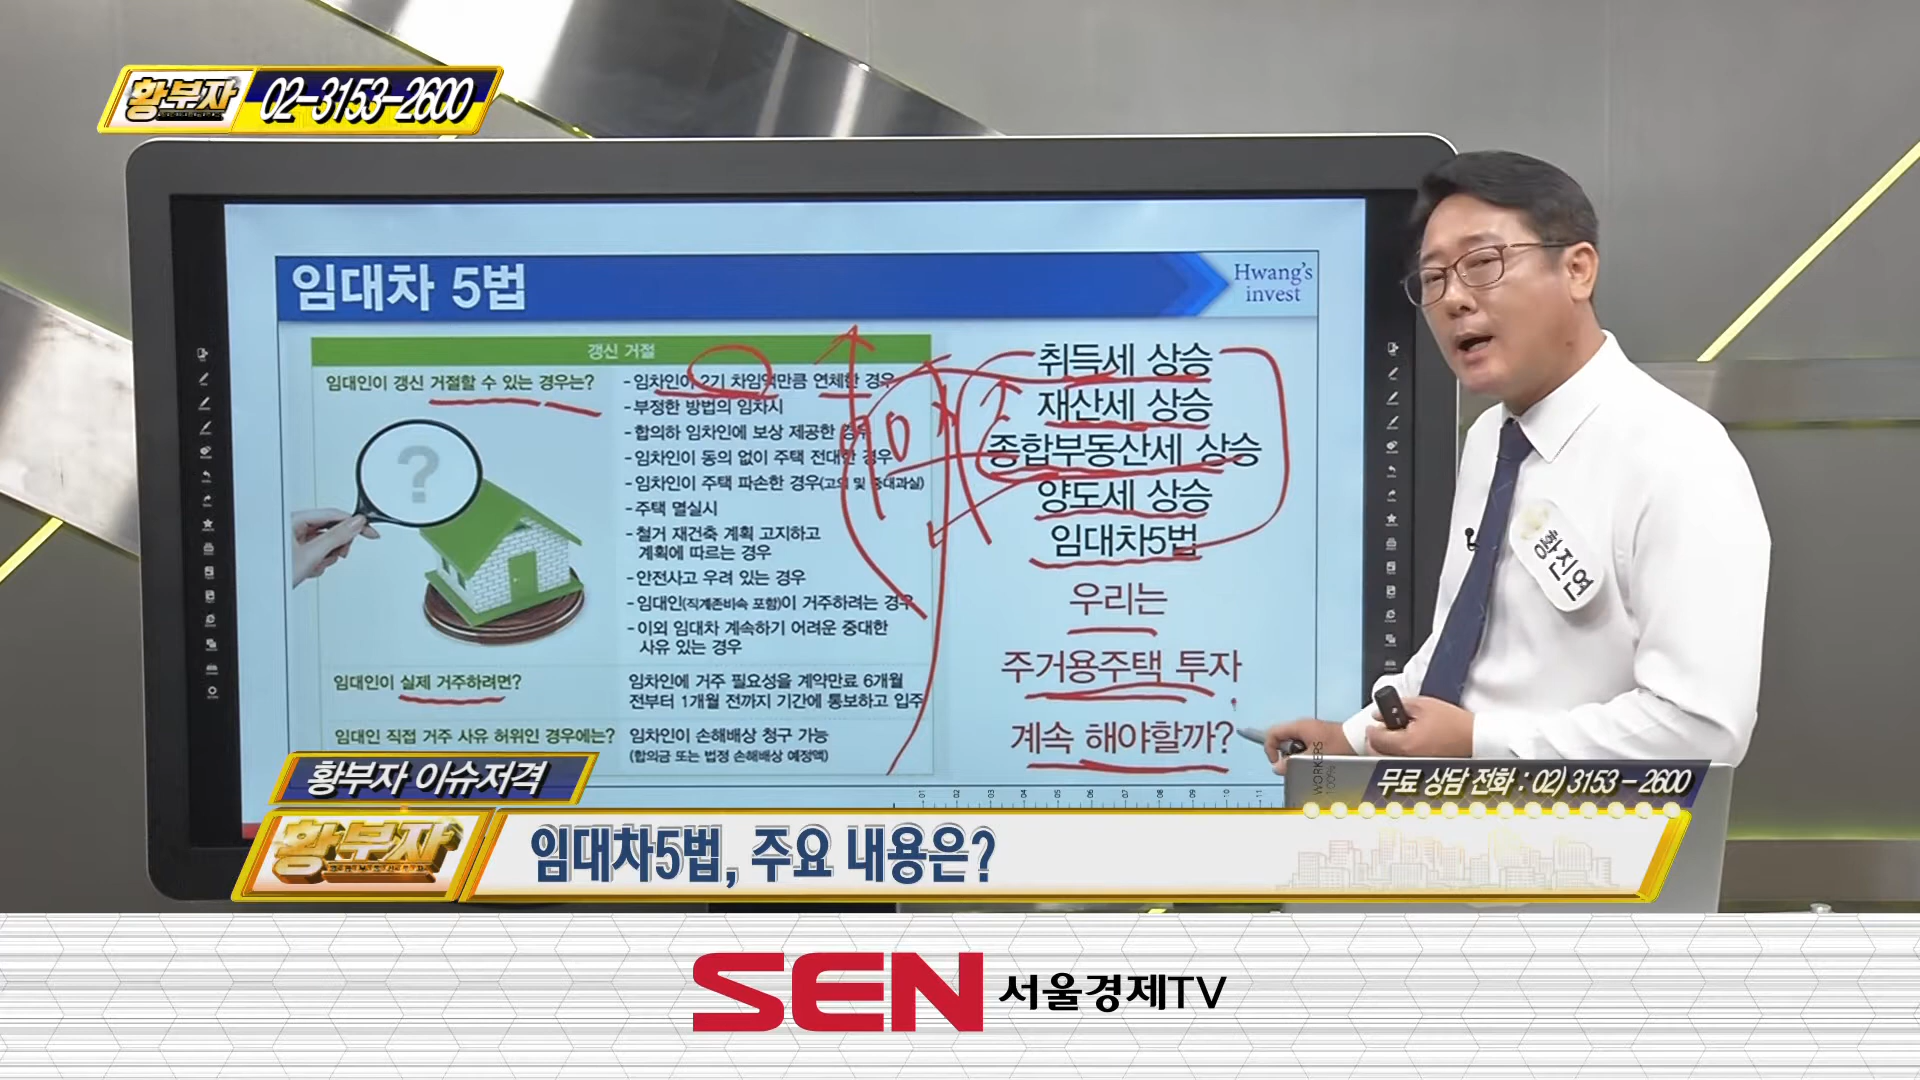 황부자 02-3153-2600
임대차 5법
Hwang's
invest
갱신 거절
임대인이 갱신 거절할 수 있는 경우는?
- 임차인이 2기 차임액만큼 연체한 경우
- 부정한 방법의 임차시
- 합의하 임차인에 보상 제공한 경우
- 임차인이 동의 없이 주택 전대한 경우
- 임차인이 주택 파손한 경우(고의 및 중대과실)
- 주택 멸실시
- 철거 재건축 계획 고지하고
계획에 따르는 경우
- 안전사고 우려 있는 경우
- 임대인(직계존비속 포함)이 거주하려는 경우
- 이외 임대차 계속하기 어려운 중대한
사유 있는 경우
임대인이 실제 거주하려면?
임차인에 거주 필요성을 계약만료 6개월
전부터 1개월 전까지 기간에 통보하고 입주
임대인 직접 거주 사유 허위인 경우에는?
임차인이 손해배상 청구 가능
(합의금 또는 법정 손해배상 예정액)
취득세 상승
재산세 상승
종합부동산세 상승
양도세 상승
임대차5법
우리는
주거용주택 투자
계속 해야할까?
01 02 03 04 05 06 07 08 09 10 11
황진연
WORKERS
100%
황부자 이슈저격
무료 상담 전화 : 02) 3153 - 2600
황부자
임대차5법, 주요 내용은?
SEN 서울경제TV